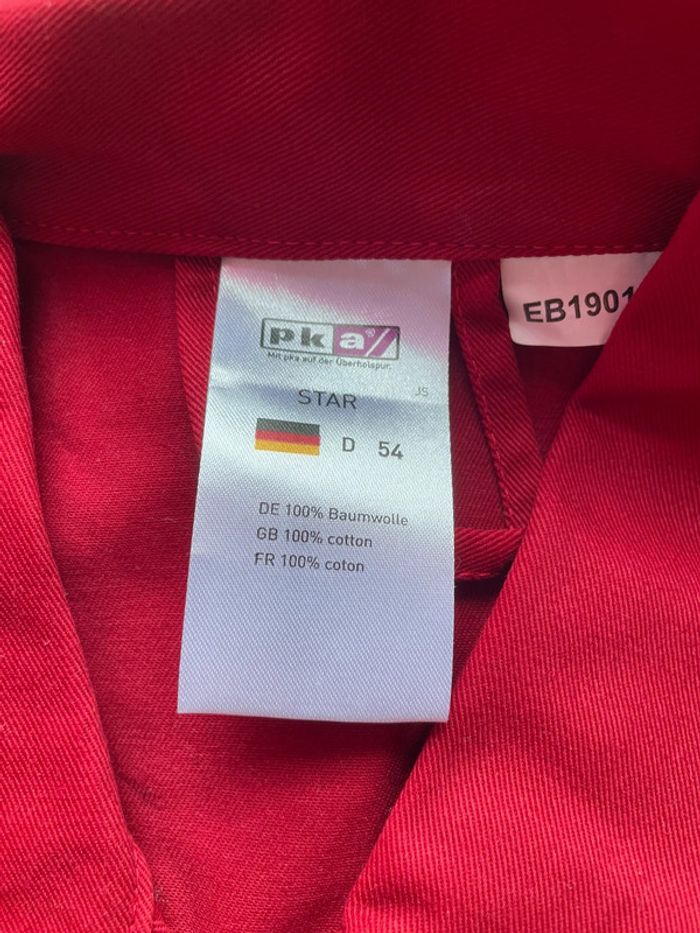 pka®
Mit pka auf der Überholspur.
JS
STAR
D 54
DE 100% Baumwolle
GB 100% cotton
FR 100% coton
EB1901